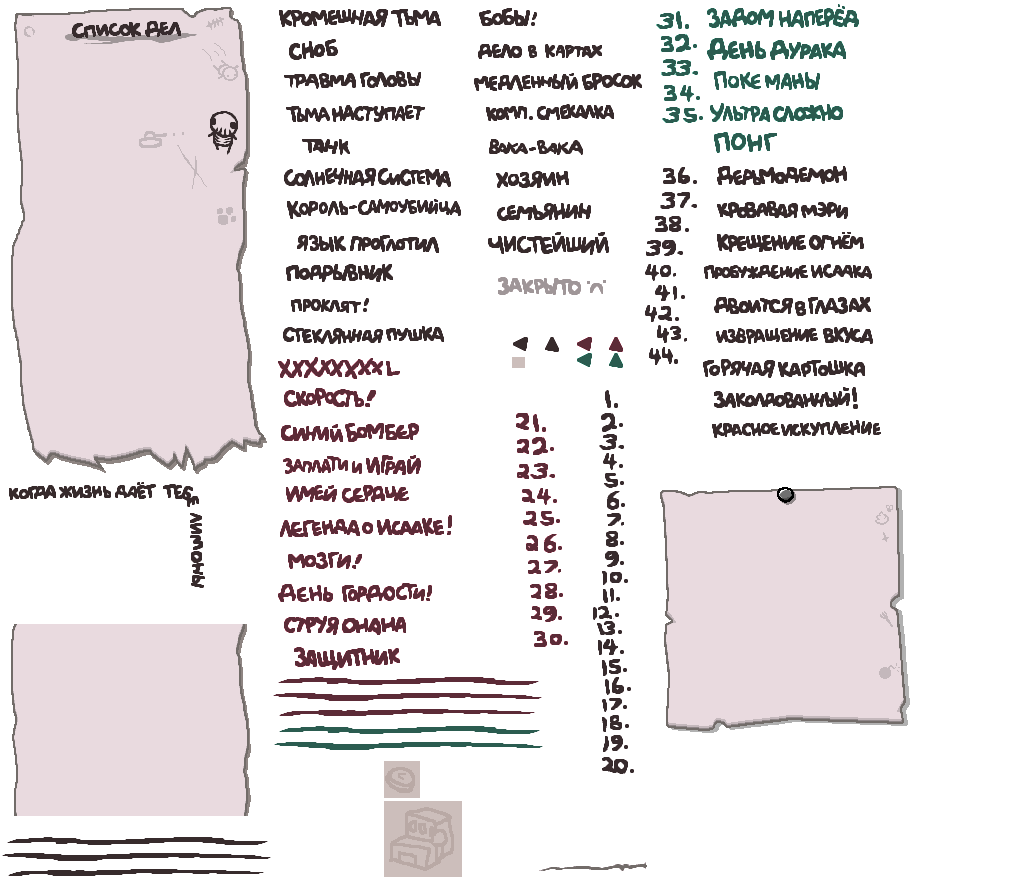 СПИСОК ДЕЛ
КРОМЕШНАЯ ТЬМА
СНОБ
ТРАВМА ГОЛОВЫ
ТЬМА НАСТУПАЕТ
ТАНК
СОЛНЕЧНАЯ СИСТЕМА
КОРОЛЬ-САМОУБИЙЦА
ЯЗЫК ПРОГЛОТИЛ
ПОДРЫВНИК
ПРОКЛЯТ!
СТЕКЛЯННАЯ ПУШКА
XXXXXXXXL
СКОРОСТЬ!
СИНИЙ БОМБЕР
ЗАПЛАТИ И ИГРАЙ
ИМЕЙ СЕРДЦЕ
ЛЕГЕНДА О ИСААКЕ!
МОЗГИ!
ДЕНЬ ГОРДОСТИ!
СТРУЯ ОНАНА
ЗАЩИТНИК
КОГДА ЖИЗНЬ ДАЁТ ТЕБЕ ЛИМОНЫ
БОБЫ!
ДЕЛО В КАРТАХ
МЕДЛЕННЫЙ БРОСОК
КОМП. СМЕКАЛКА
ВАКА-ВАКА
ХОЗЯИН
СЕМЬЯНИН
ЧИСТЕЙШИЙ
ЗАКРЫТО ^^
21.
22.
23.
24.
25.
26.
27.
28.
29.
30.
1.
2.
3.
4.
5.
6.
7.
8.
9.
10.
11.
12.
13.
14.
15.
16.
17.
18.
19.
20.
31.
32.
33.
34.
35.
36.
37.
38.
39.
40.
41.
42.
43.
44.
ЗАДОМ НАПЕРЁД
ДЕНЬ ДУРАКА
ПОКЕМАНЫ
УЛЬТРА СЛОЖНО
ПОНГ
ДЕРЬМОДЕМОН
КРОВАВАЯ МЭРИ
КРЕЩЕНИЕ ОГНЁМ
ПРОБУЖДЕНИЕ ИСААКА
ДВОИТСЯ В ГЛАЗАХ
ИЗВРАЩЕНИЕ ВКУСА
ГОРЯЧАЯ КАРТОШКА
ЗАКОЛДОВАННЫЙ!
КРАСНОЕ ИСКУПЛЕНИЕ